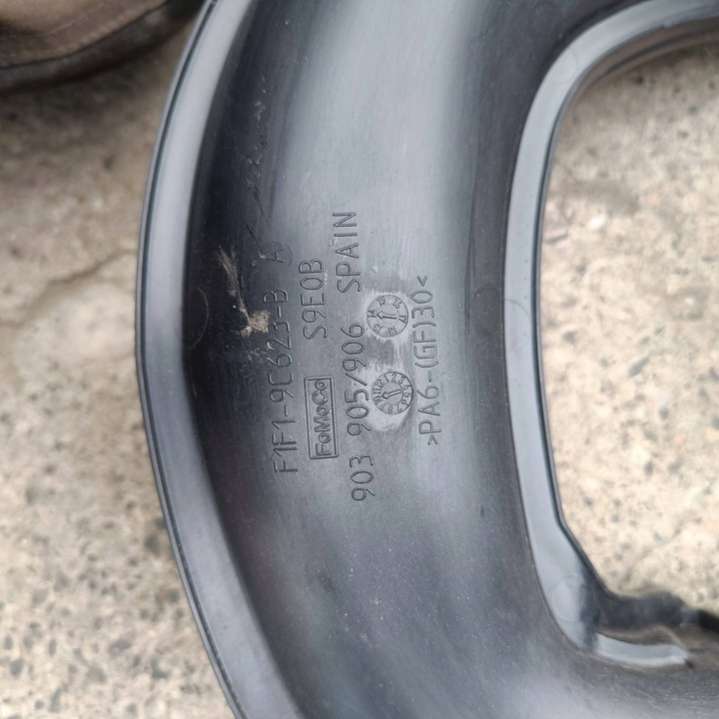 F1F1-9C623-B A
FoMoCo S9E0B
903 905/906 SPAIN
>PA6-(GF)30<